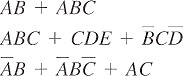 AB + ABC
ABC + CDE + B̅CD̅
A̅B + A̅BC̅ + AC